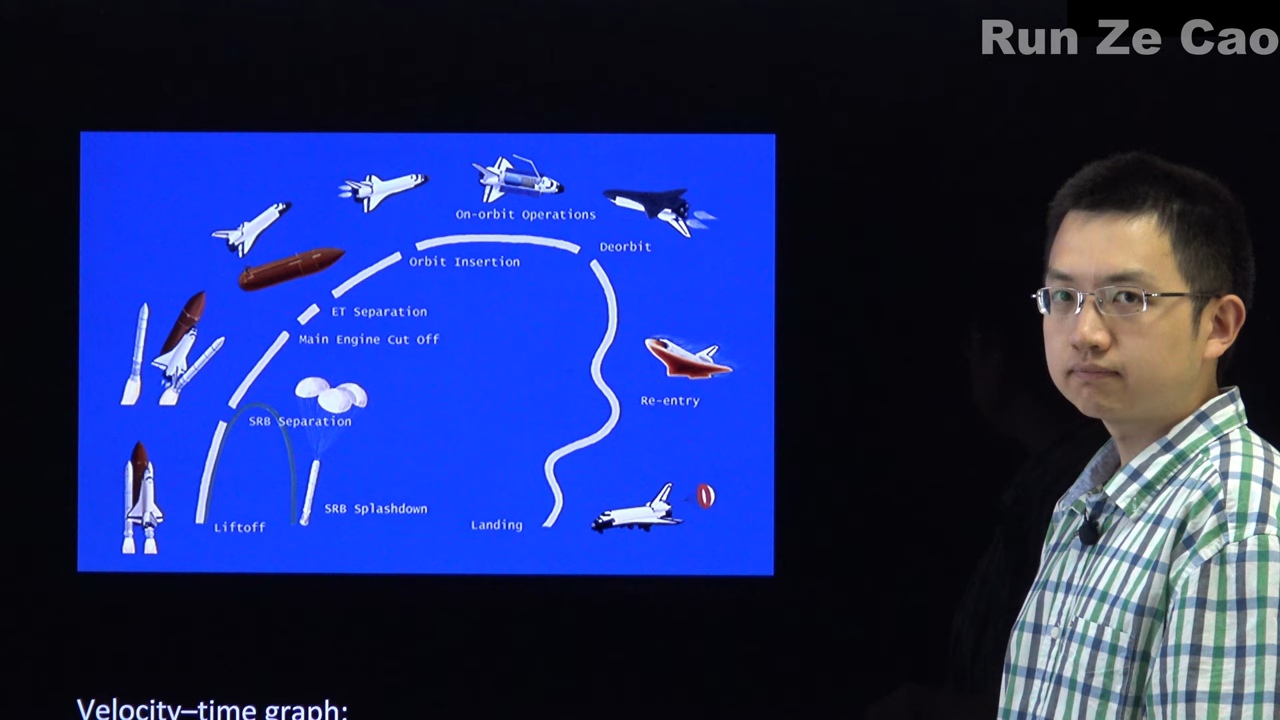 Run Ze Cao
On-orbit Operations
Deorbit
Orbit Insertion
ET Separation
Main Engine Cut Off
Re-entry
SRB Separation
SRB Splashdown
Liftoff
Landing
Velocity–time graph: